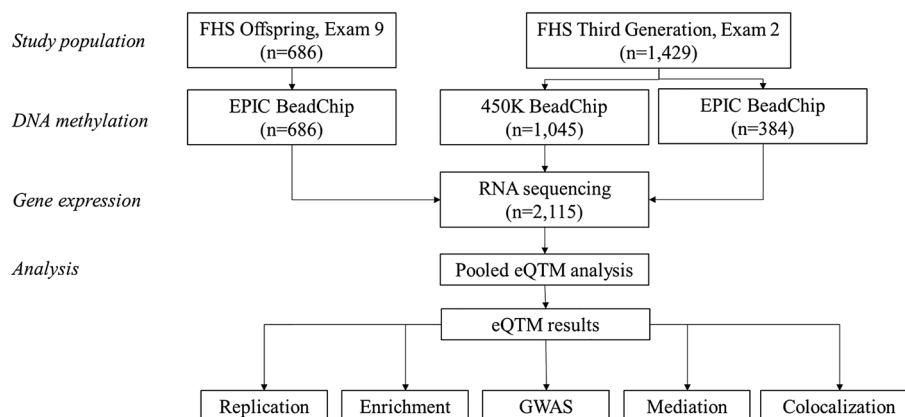 Study population
FHS Offspring, Exam 9
(n=686)
FHS Third Generation, Exam 2
(n=1,429)
DNA methylation
EPIC BeadChip
(n=686)
450K BeadChip
(n=1,045)
EPIC BeadChip
(n=384)
Gene expression
RNA sequencing
(n=2,115)
Analysis
Pooled eQTM analysis
eQTM results
Replication
Enrichment
GWAS
Mediation
Colocalization